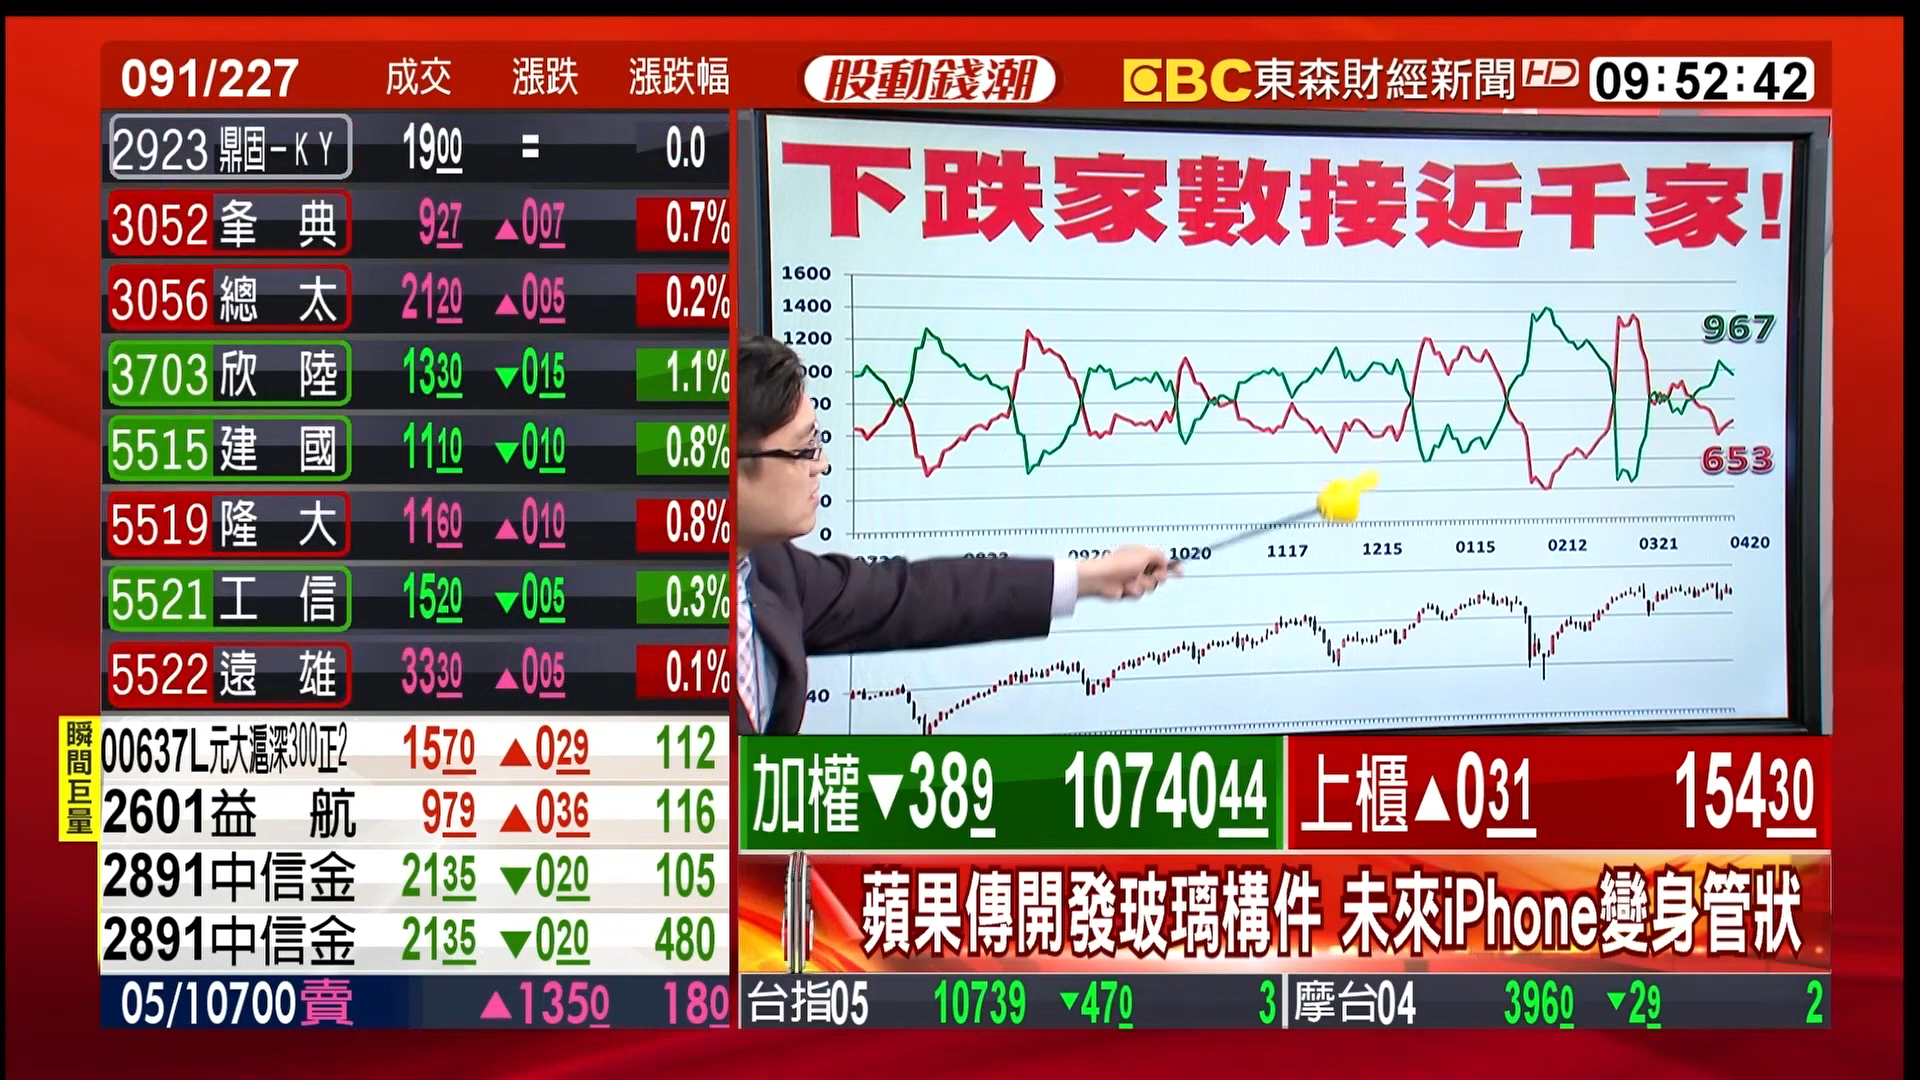 091/227 成交 漲跌 漲跌幅
股動錢潮
EBC東森財經新聞HD 09:52:42
2923 鼎固-KY 1900 = 0.0
3052 夆典 927 ▲007 0.7%
3056 總太 2120 ▲005 0.2%
3703 欣陸 1330 ▼015 1.1%
5515 建國 1110 ▼010 0.8%
5519 隆大 1160 ▲010 0.8%
5521 工信 1520 ▼005 0.3%
5522 遠雄 3330 ▲005 0.1%
瞬間巨量
00637L元大滬深300正2 1570 ▲029 112
2601益航 979 ▲036 116
2891中信金 2135 ▼020 105
2891中信金 2135 ▼020 480
05/10700賣 ▲1350 180
下跌家數接近千家!
1600
1400
1200
967
653
0
1020 1117 1215 0115 0212 0321 0420
40
加權▼389 1074044
上櫃▲031 15430
蘋果傳開發玻璃構件 未來iPhone變身管狀
台指05 10739 ▼470 3
摩台04 3960 ▼29 2